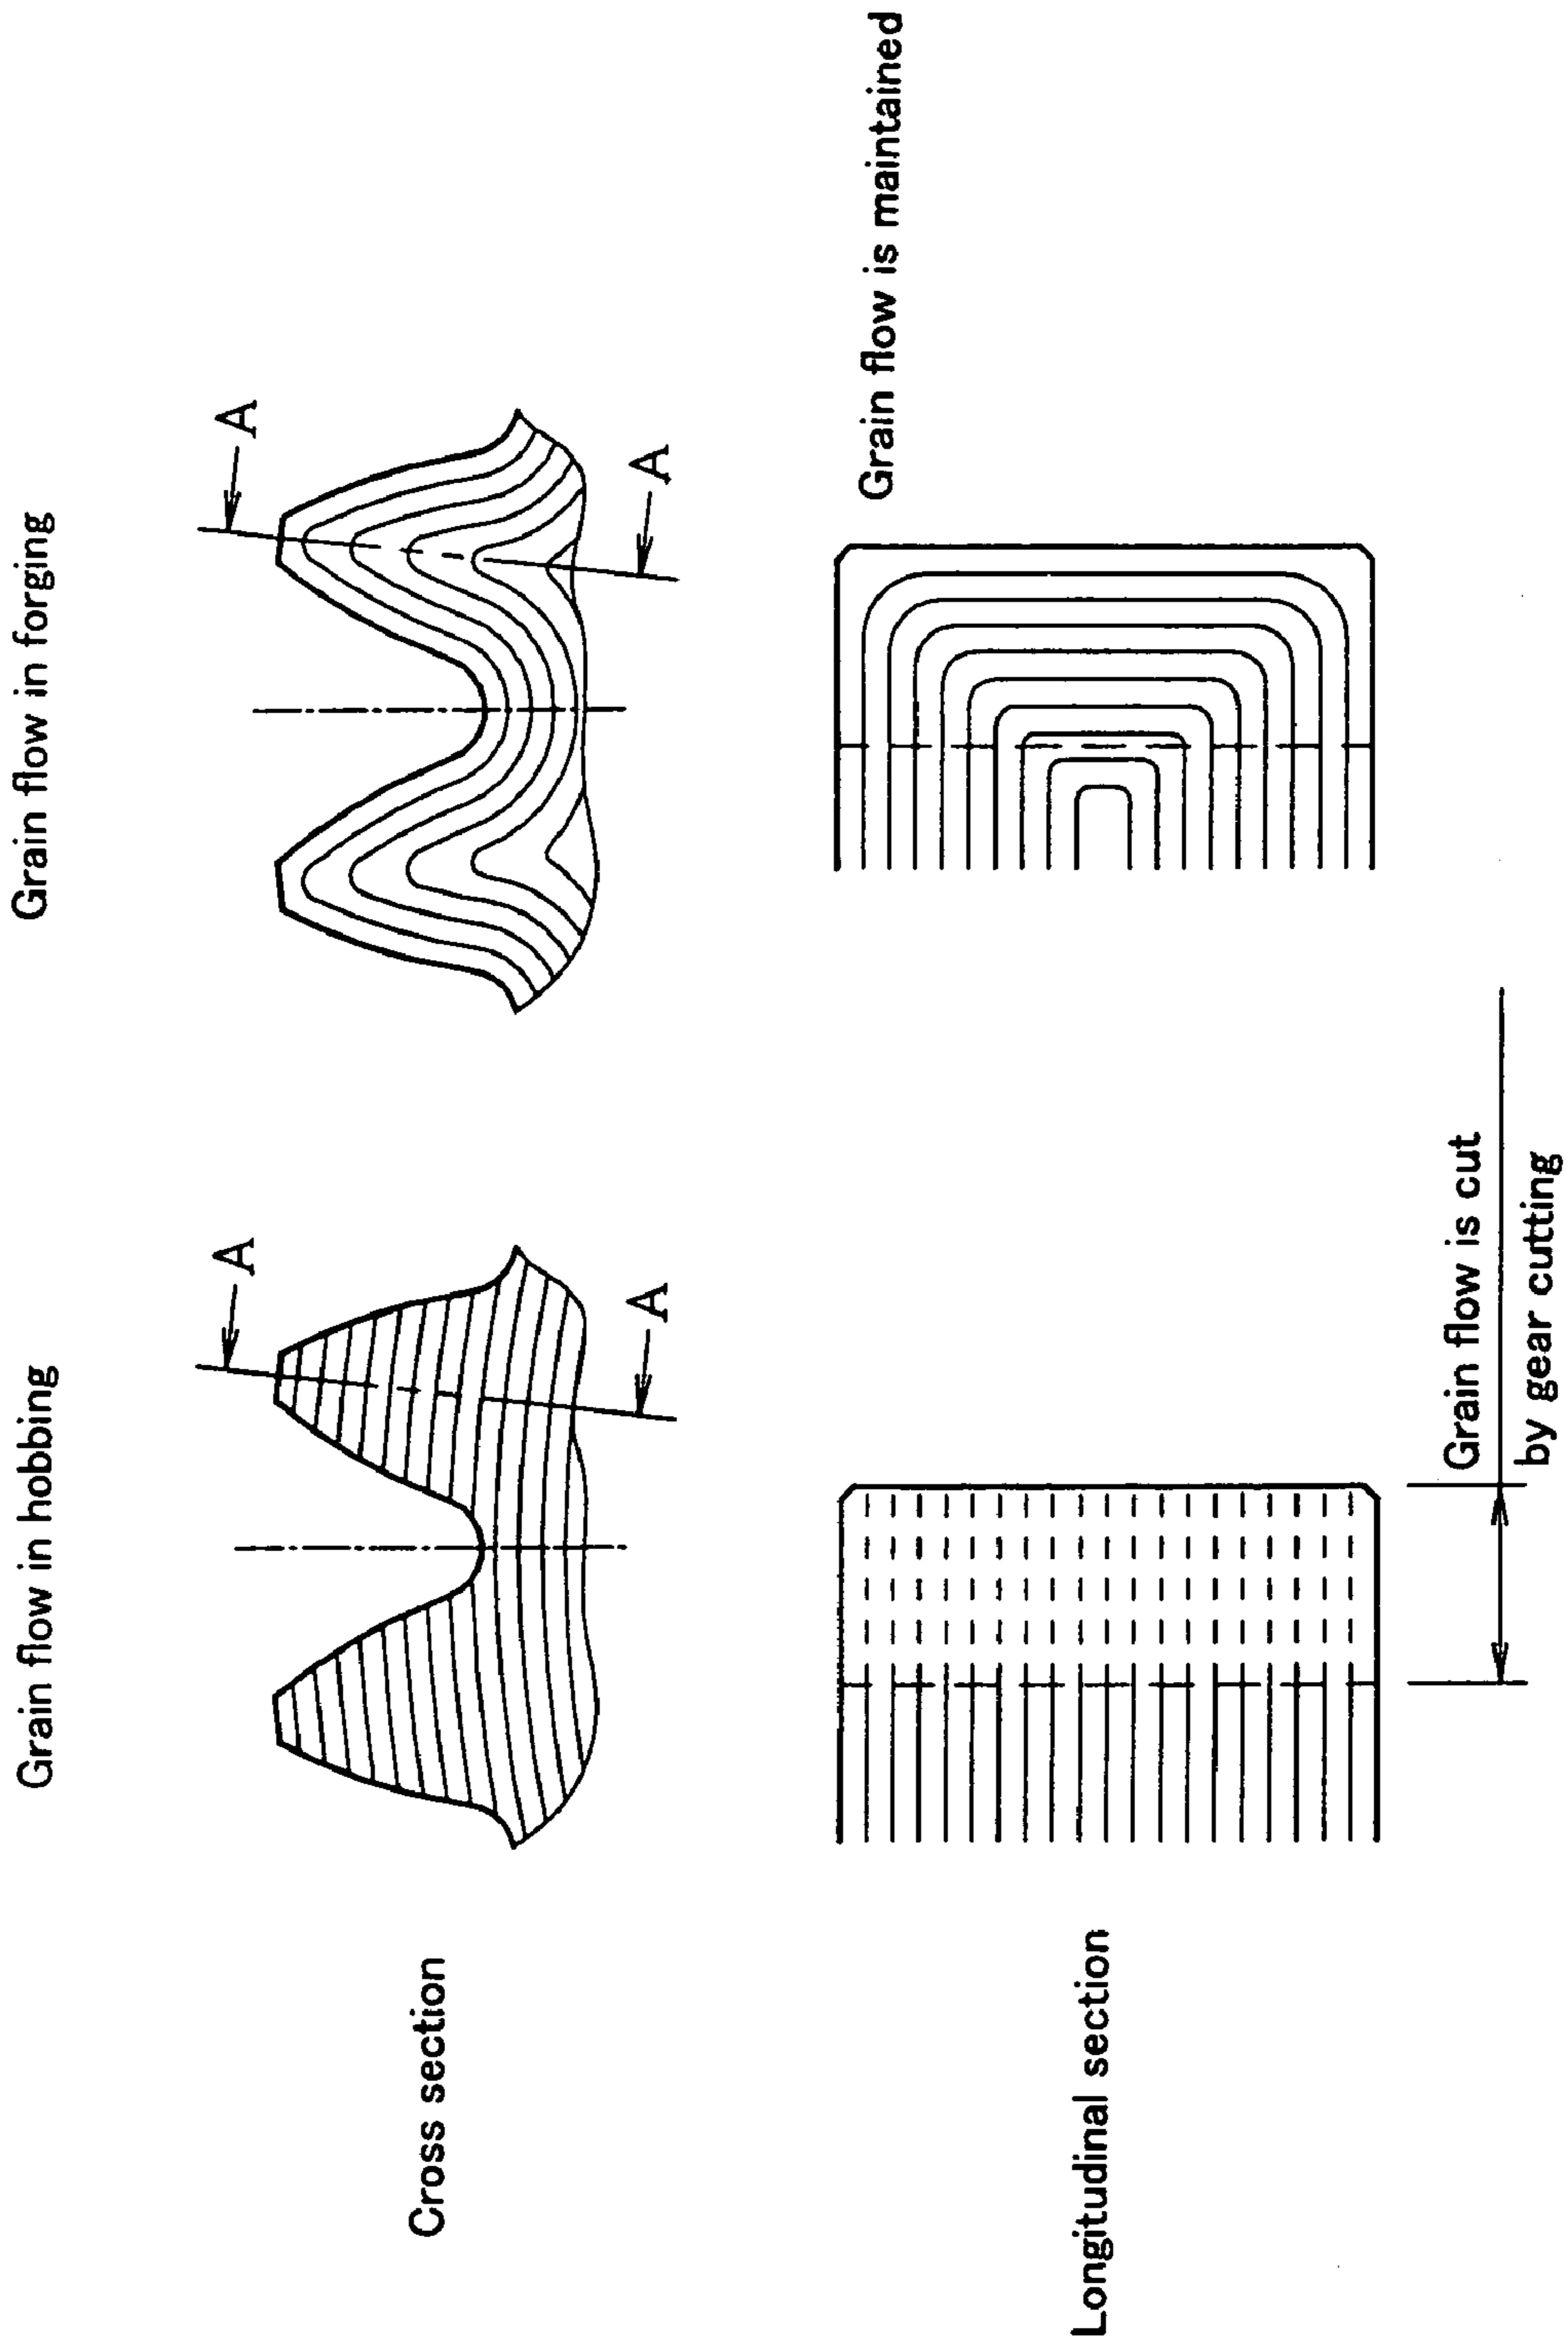 Grain flow in hobbing
Grain flow in forging
Cross section
A
A
A
A
Longitudinal section
Grain flow is maintained
Grain flow is cut
by gear cutting